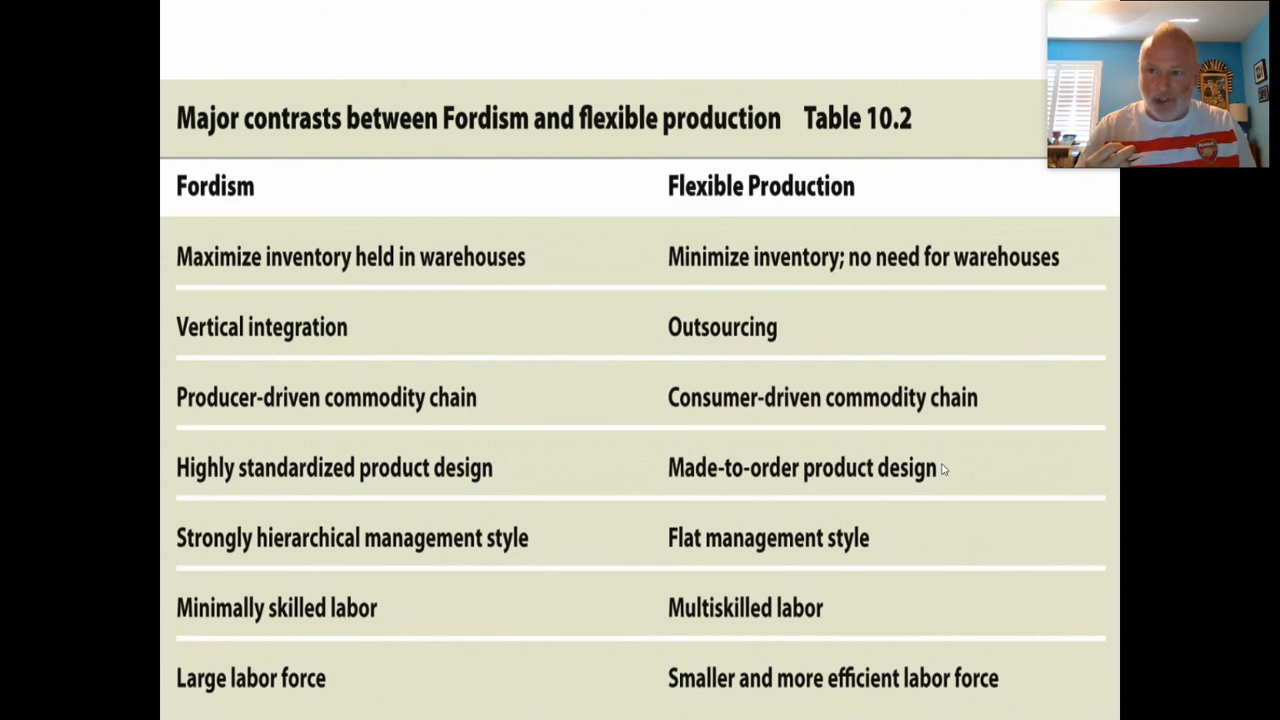 Major contrasts between Fordism and flexible production Table 10.2
Fordism Flexible Production
Maximize inventory held in warehouses Minimize inventory; no need for warehouses
Vertical integration Outsourcing
Producer-driven commodity chain Consumer-driven commodity chain
Highly standardized product design Made-to-order product design
Strongly hierarchical management style Flat management style
Minimally skilled labor Multiskilled labor
Large labor force Smaller and more efficient labor force